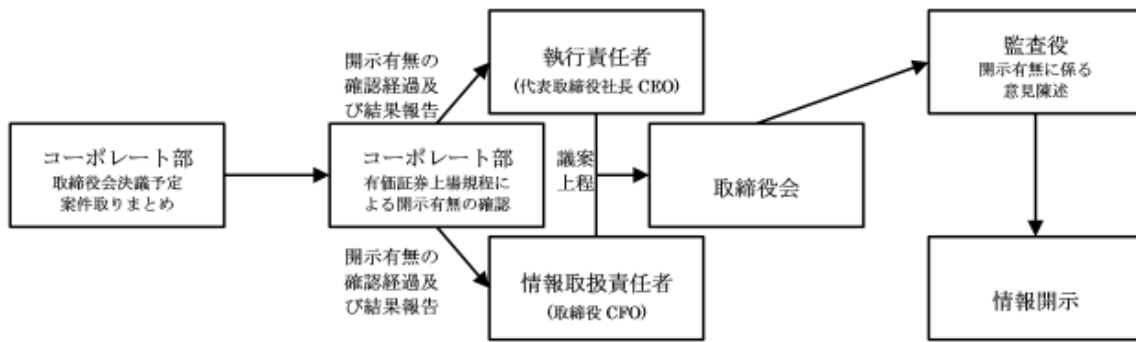 コーポレート部
取締役会決議予定
案件取りまとめ
開示有無の
確認経過及
び結果報告
コーポレート部
有価証券上場規程に
よる開示有無の確認
開示有無の
確認経過及
び結果報告
執行責任者
(代表取締役社長 CEO)
議案
上程
情報取扱責任者
(取締役 CFO)
取締役会
監査役
開示有無に係る
意見陳述
情報開示